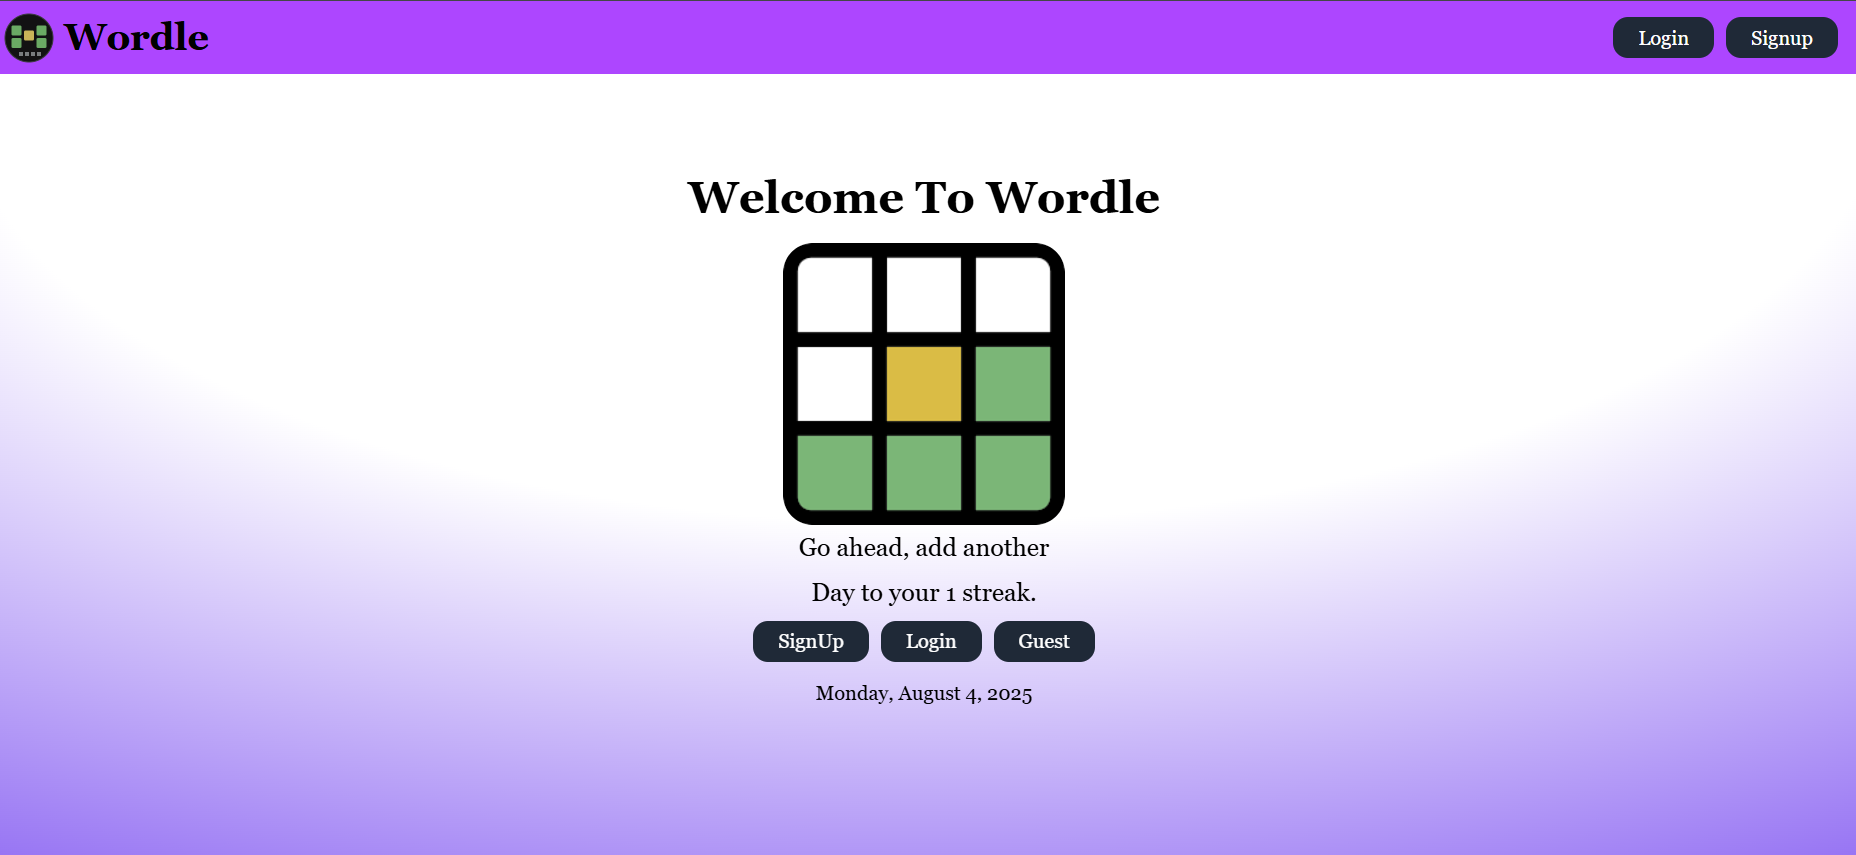 Wordle
Login Signup
Welcome To Wordle
Go ahead, add another
Day to your 1 streak.
SignUp Login Guest
Monday, August 4, 2025